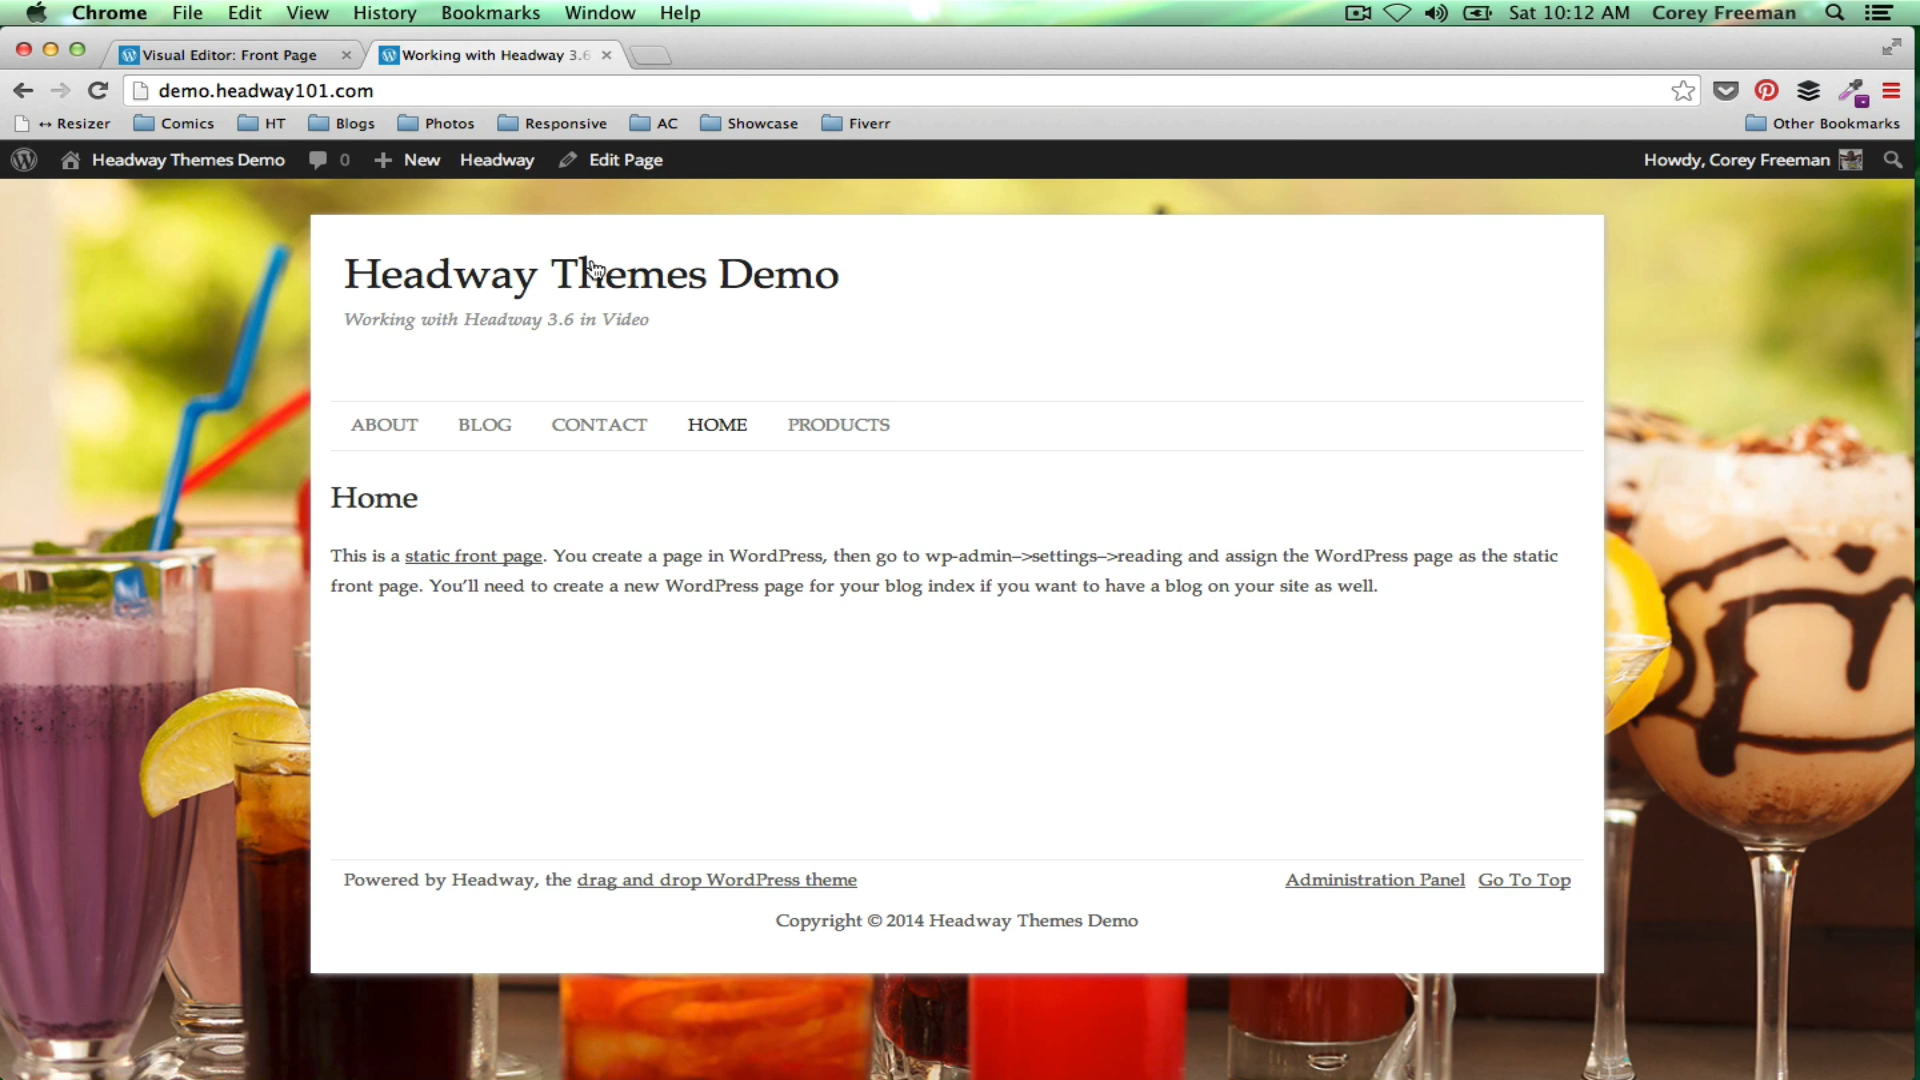 Chrome File Edit View History Bookmarks Window Help Sat 10:12 AM Corey Freeman
Visual Editor: Front Page Working with Headway 3.6
demo.headway101.com
↔ Resizer Comics HT Blogs Photos Responsive AC Showcase Fiverr Other Bookmarks
Headway Themes Demo 0 + New Headway Edit Page Howdy, Corey Freeman
Headway Themes Demo
Working with Headway 3.6 in Video
ABOUT BLOG CONTACT HOME PRODUCTS
Home
This is a static front page. You create a page in WordPress, then go to wp-admin–>settings–>reading and assign the WordPress page as the static
front page. You’ll need to create a new WordPress page for your blog index if you want to have a blog on your site as well.
Powered by Headway, the drag and drop WordPress theme Administration Panel Go To Top
Copyright © 2014 Headway Themes Demo